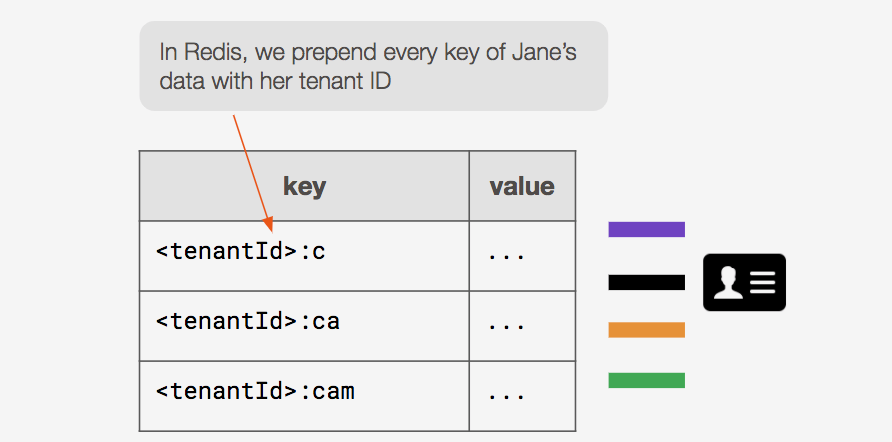 In Redis, we prepend every key of Jane’s
data with her tenant ID
key value
<tenantId>:c ...
<tenantId>:ca ...
<tenantId>:cam ...